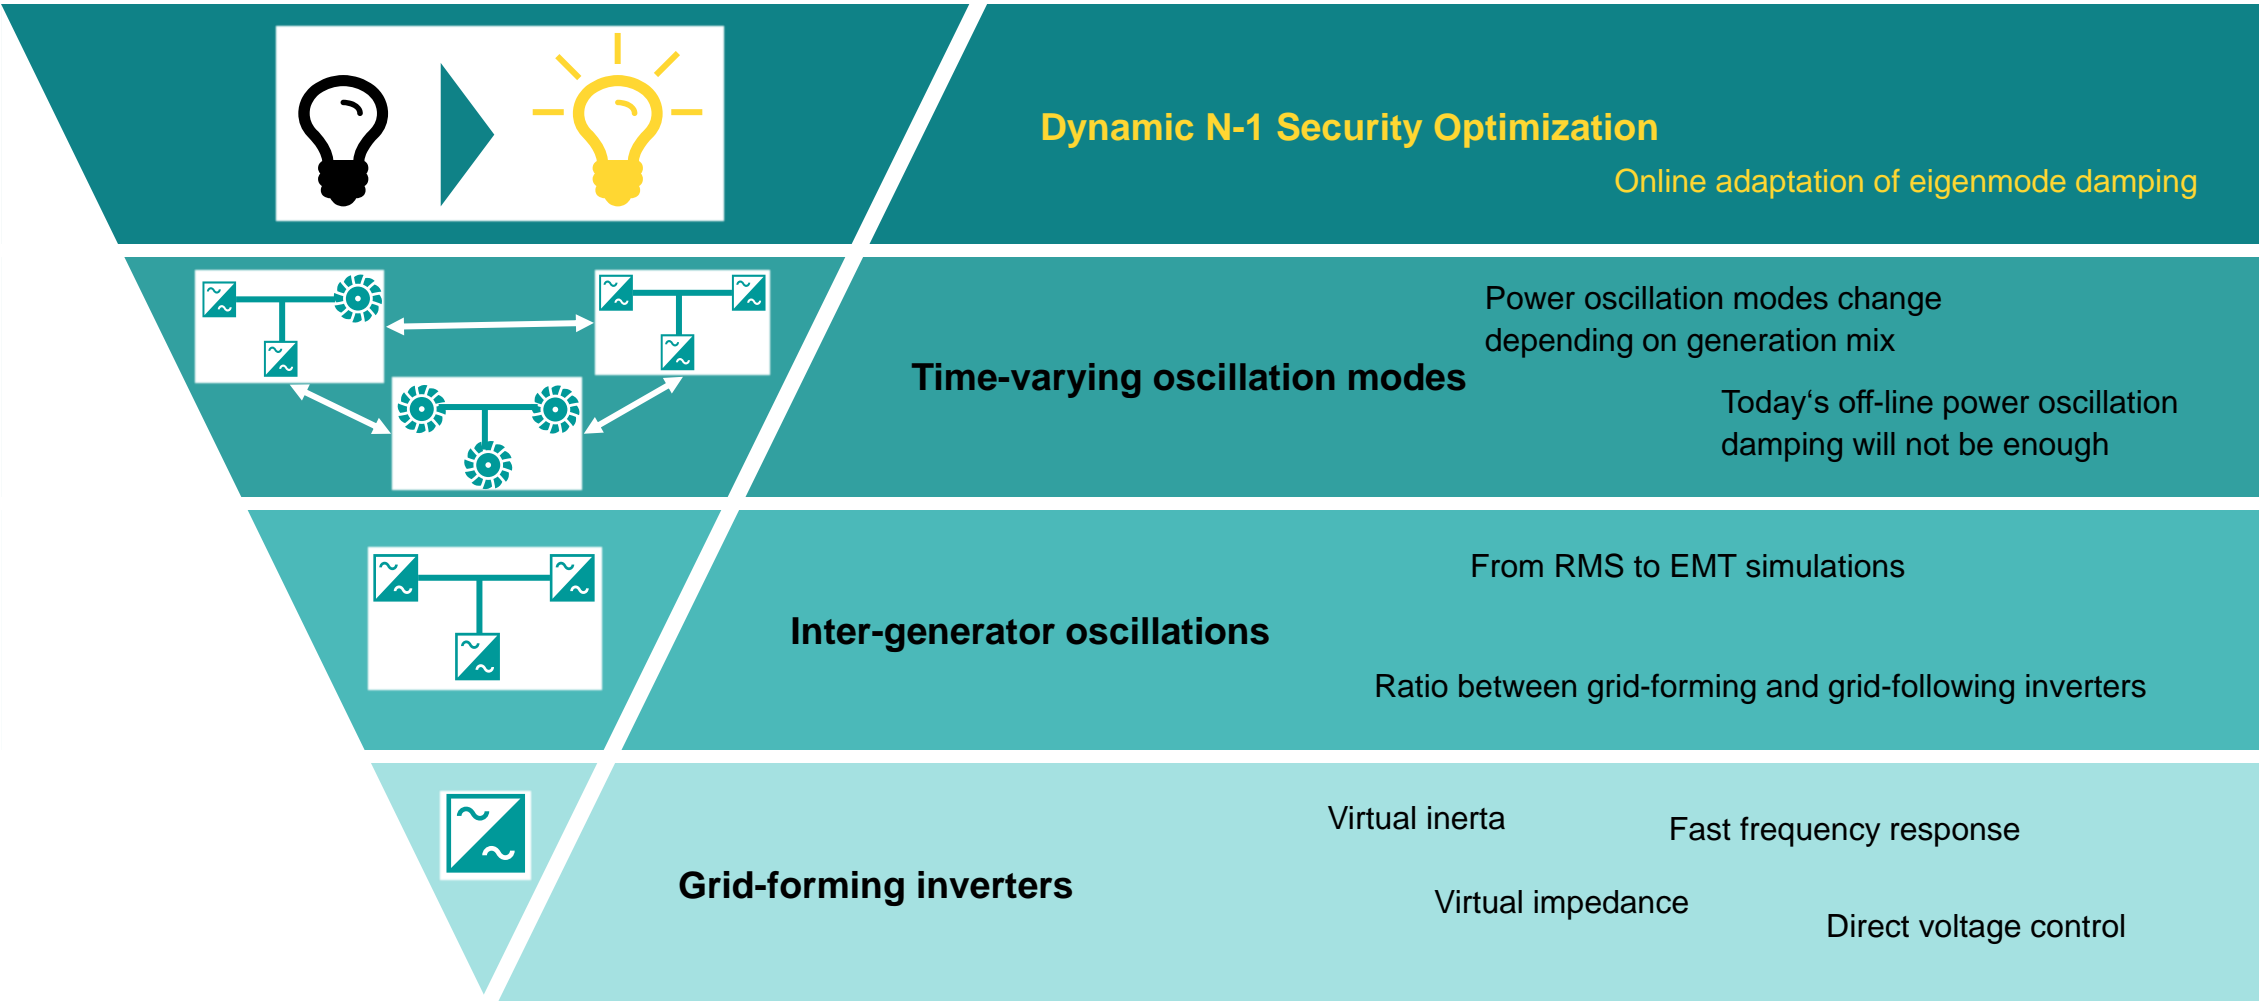 Dynamic N-1 Security Optimization
Online adaptation of eigenmode damping
Power oscillation modes change
depending on generation mix
Time-varying oscillation modes
Today‘s off-line power oscillation
damping will not be enough
From RMS to EMT simulations
Inter-generator oscillations
Ratio between grid-forming and grid-following inverters
Virtual inerta
Fast frequency response
Grid-forming inverters
Virtual impedance
Direct voltage control